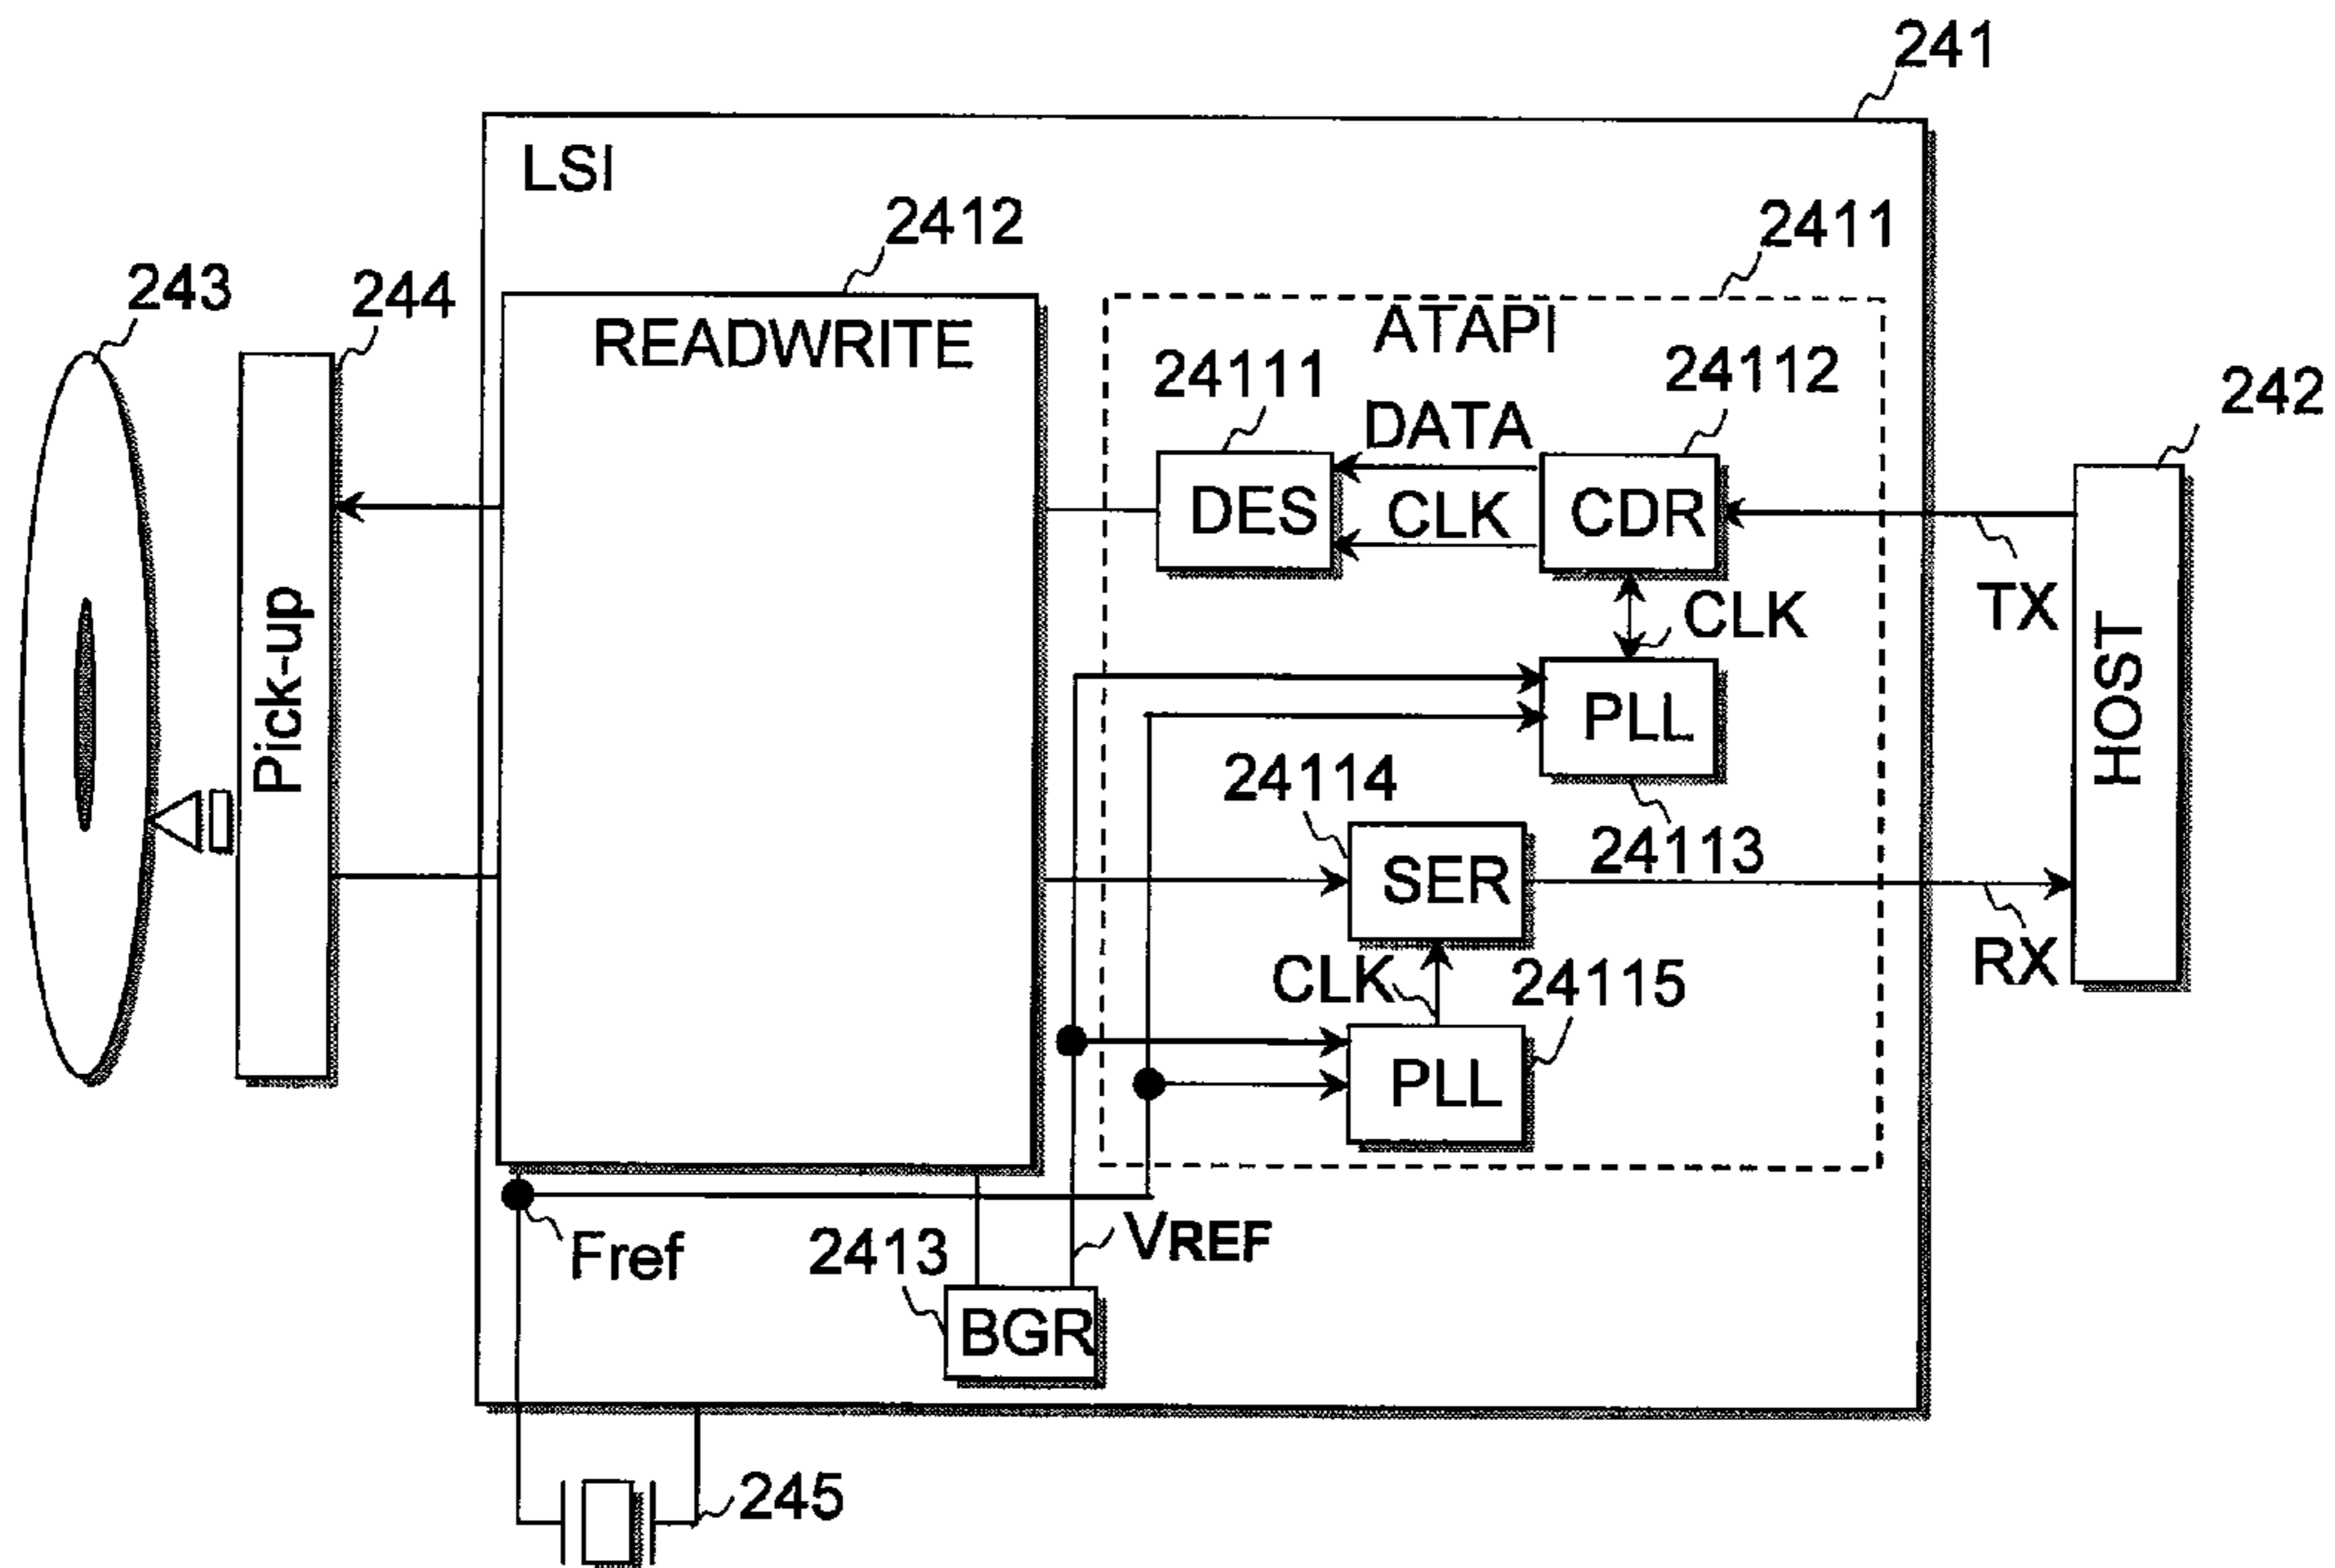 241
LSI
2412
2411
243
244
READWRITE
ATAPI
24111
24112
242
DATA
DES
CLK
CDR
TX
CLK
Pick-up
HOST
PLL
24114
24113
SER
RX
CLK
24115
PLL
Fref
2413
VREF
BGR
245